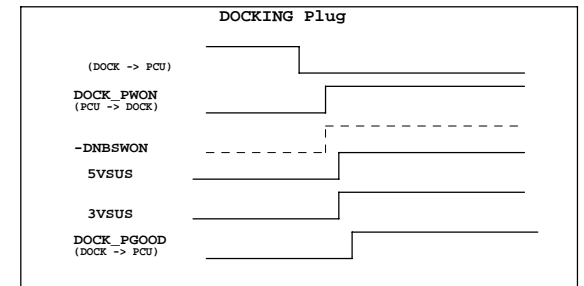 DOCKING Plug
(DOCK -> PCU)
DOCK_PWON
(PCU -> DOCK)
-DNBSWON
5VSUS
3VSUS
DOCK_PGOOD
(DOCK -> PCU)